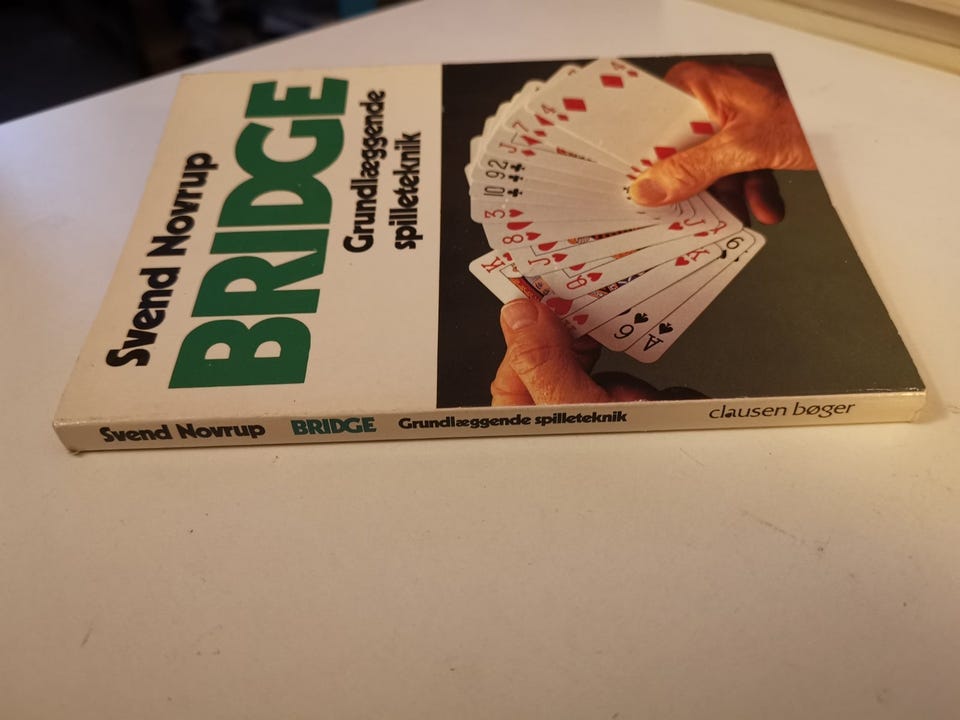 Svend Novrup
BRIDGE
Grundlæggende
spilleteknik
Svend Novrup BRIDGE Grundlæggende spilleteknik clausen bøger